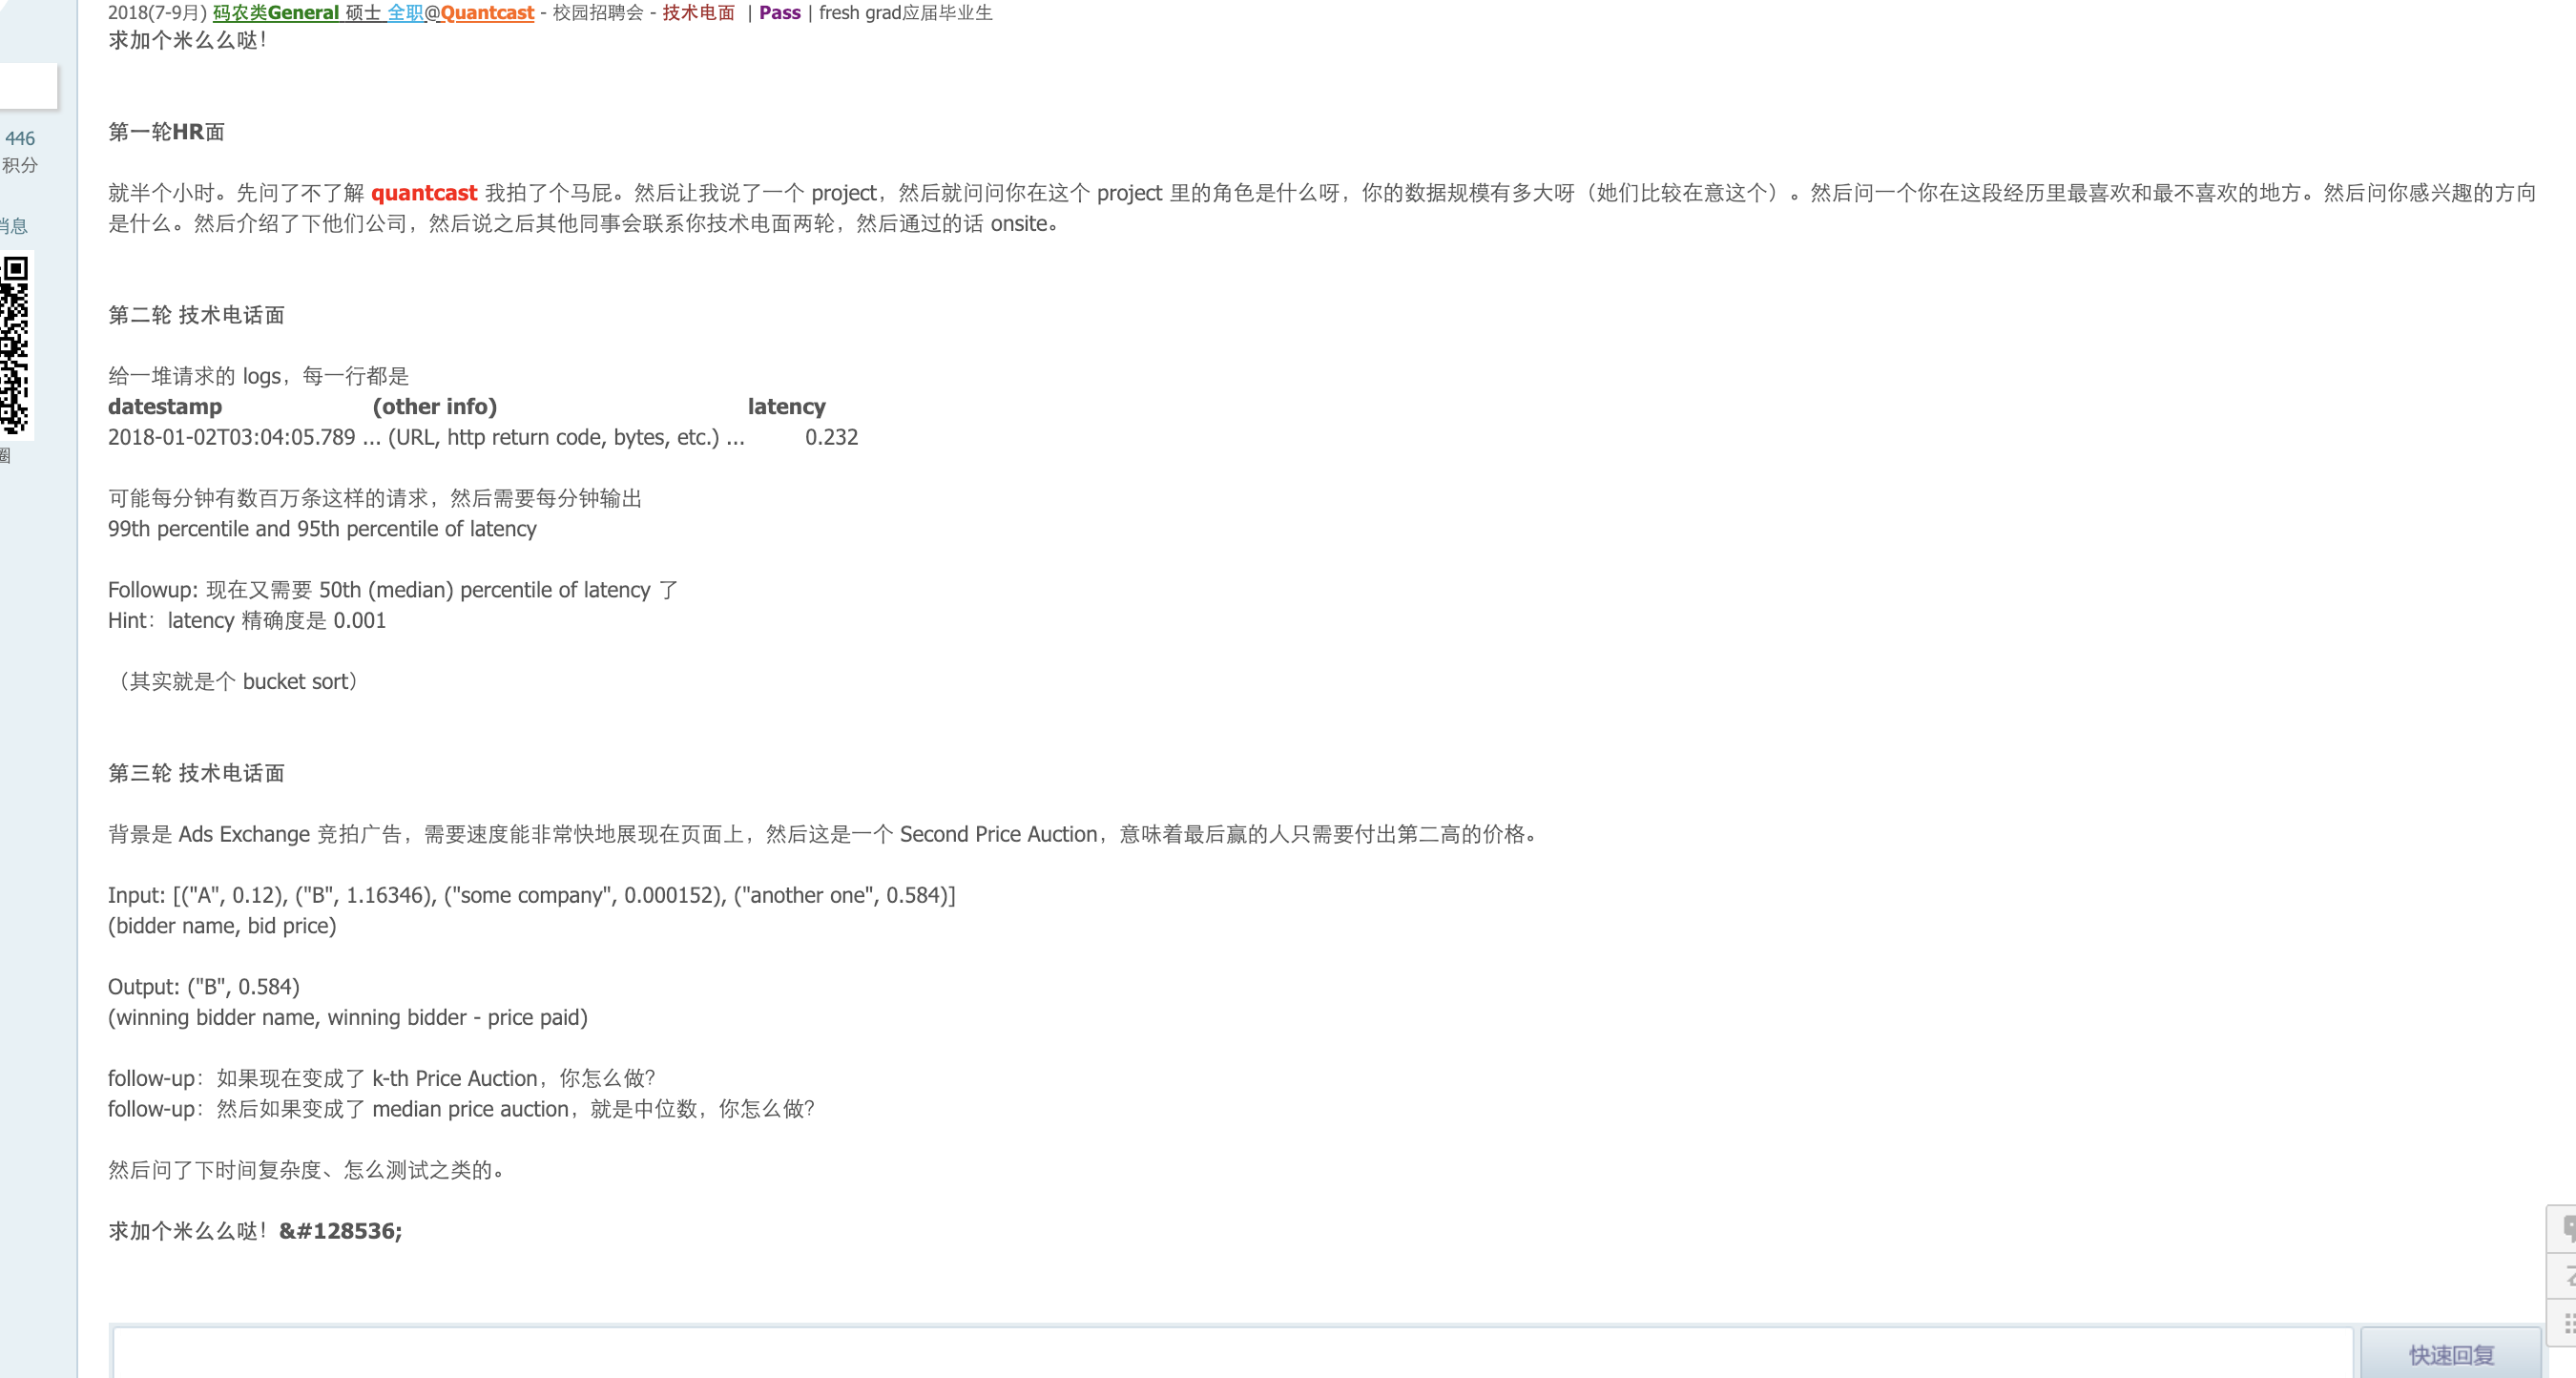 2018(7-9月) 码农类General 硕士 全职@Quantcast - 校园招聘会 - 技术电面 | Pass | fresh grad应届毕业生
求加个米么么哒！
446
积分
消息
圈
第一轮HR面
就半个小时。先问了不了解 quantcast 我拍了个马屁。然后让我说了一个 project，然后就问问你在这个 project 里的角色是什么呀，你的数据规模有多大呀（她们比较在意这个）。然后问一个你在这段经历里最喜欢和最不喜欢的地方。然后问你感兴趣的方向
是什么。然后介绍了下他们公司，然后说之后其他同事会联系你技术电面两轮，然后通过的话 onsite。
第二轮 技术电话面
给一堆请求的 logs，每一行都是
datestamp (other info) latency
2018-01-02T03:04:05.789 ... (URL, http return code, bytes, etc.) ... 0.232
可能每分钟有数百万条这样的请求，然后需要每分钟输出
99th percentile and 95th percentile of latency
Followup: 现在又需要 50th (median) percentile of latency 了
Hint：latency 精确度是 0.001
（其实就是个 bucket sort）
第三轮 技术电话面
背景是 Ads Exchange 竞拍广告，需要速度能非常快地展现在页面上，然后这是一个 Second Price Auction，意味着最后赢的人只需要付出第二高的价格。
Input: [("A", 0.12), ("B", 1.16346), ("some company", 0.000152), ("another one", 0.584)]
(bidder name, bid price)
Output: ("B", 0.584)
(winning bidder name, winning bidder - price paid)
follow-up：如果现在变成了 k-th Price Auction，你怎么做？
follow-up：然后如果变成了 median price auction，就是中位数，你怎么做？
然后问了下时间复杂度、怎么测试之类的。
求加个米么么哒！&#128536;
快速回复